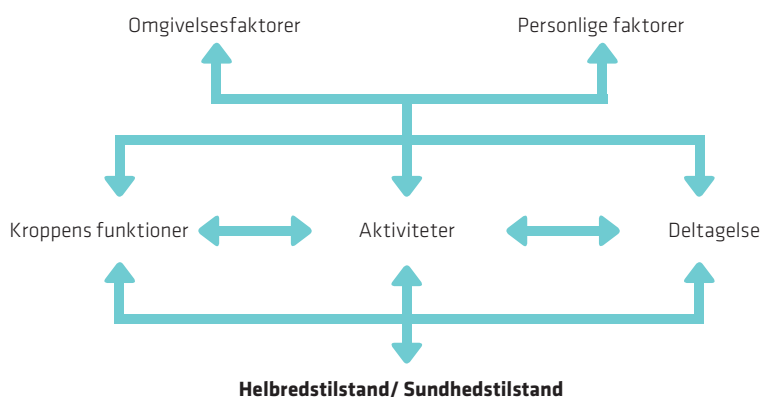 Omgivelsesfaktorer
Personlige faktorer
Kroppens funktioner
Aktiviteter
Deltagelse
Helbredstilstand/ Sundhedstilstand